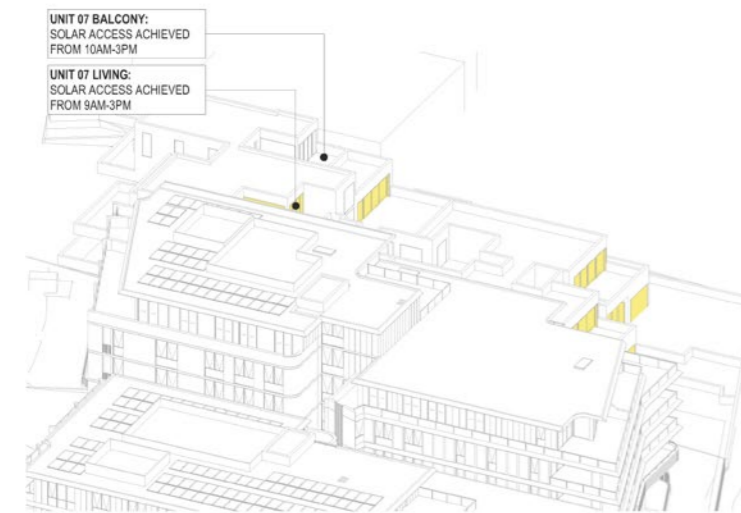 UNIT 07 BALCONY:
SOLAR ACCESS ACHIEVED
FROM 10AM-3PM
UNIT 07 LIVING:
SOLAR ACCESS ACHIEVED
FROM 9AM-3PM